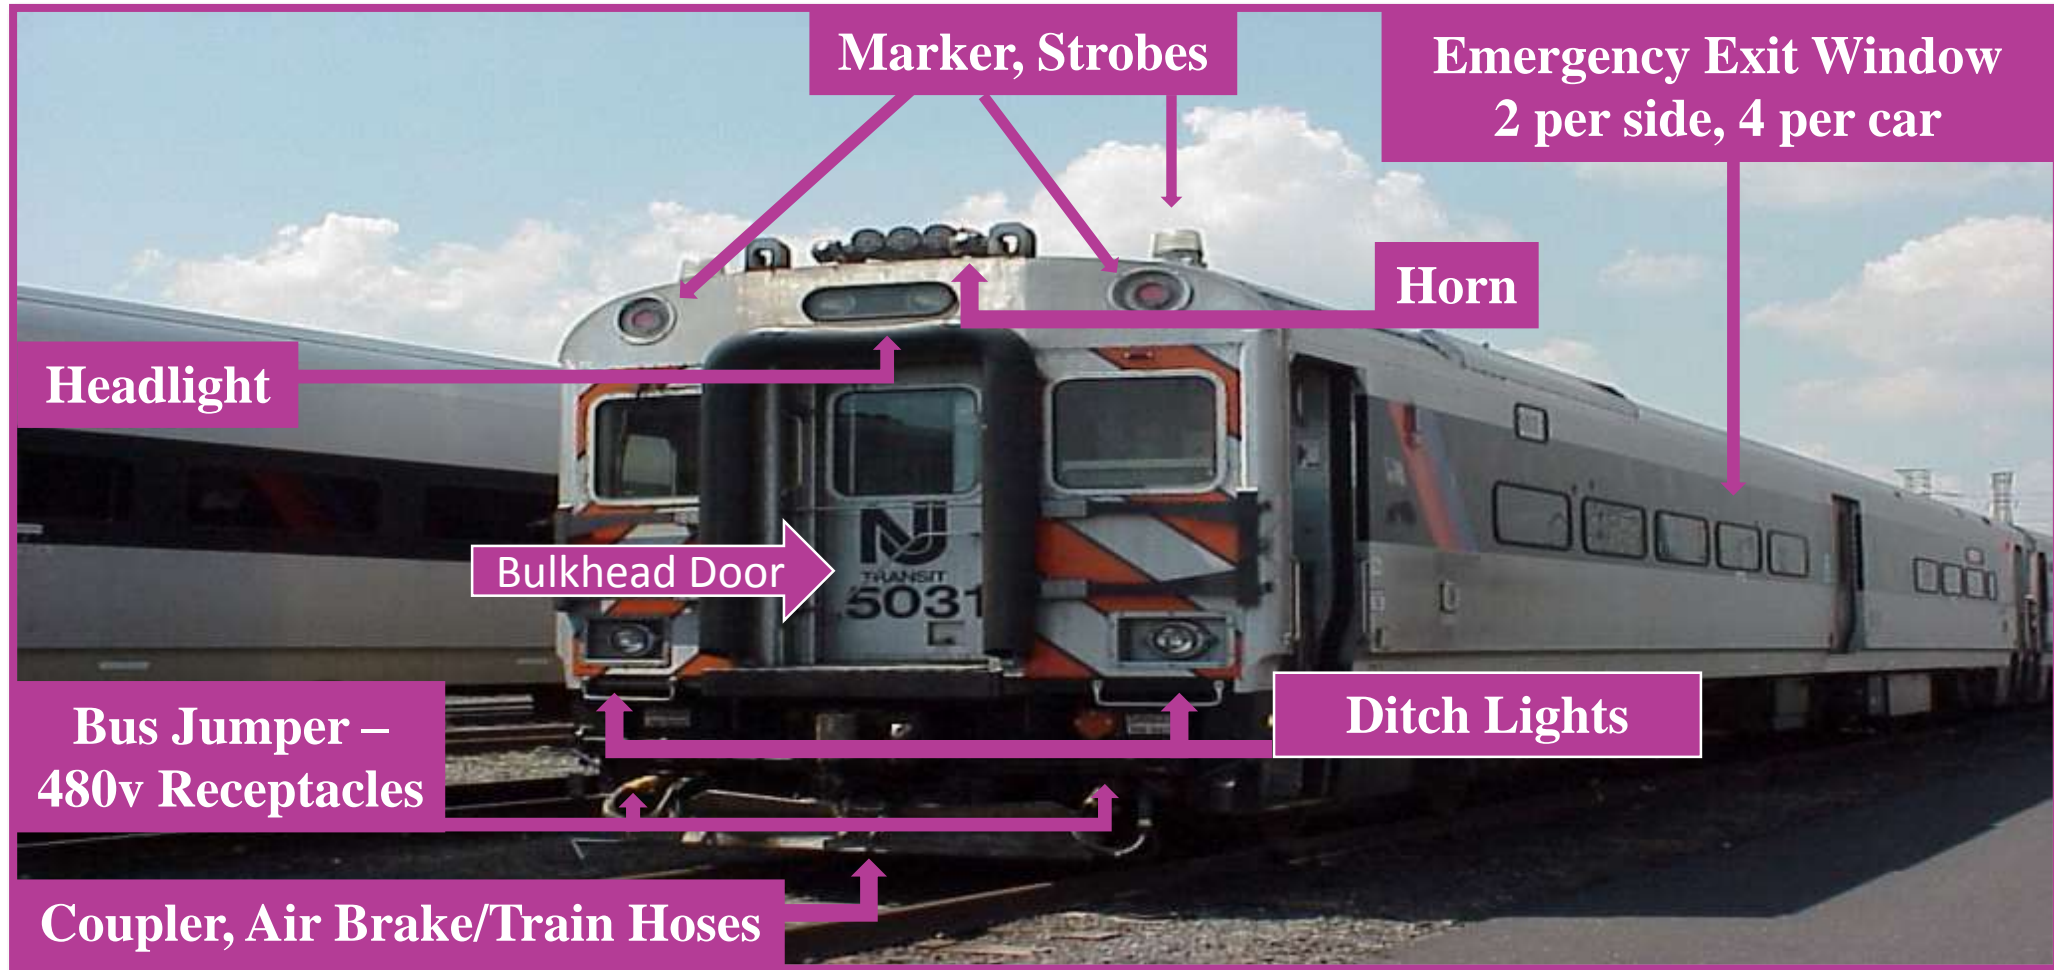 Marker, Strobes
Emergency Exit Window
2 per side, 4 per car
Horn
Headlight
Bulkhead Door
NJ
TRANSIT
5031
Ditch Lights
Bus Jumper –
480v Receptacles
Coupler, Air Brake/Train Hoses